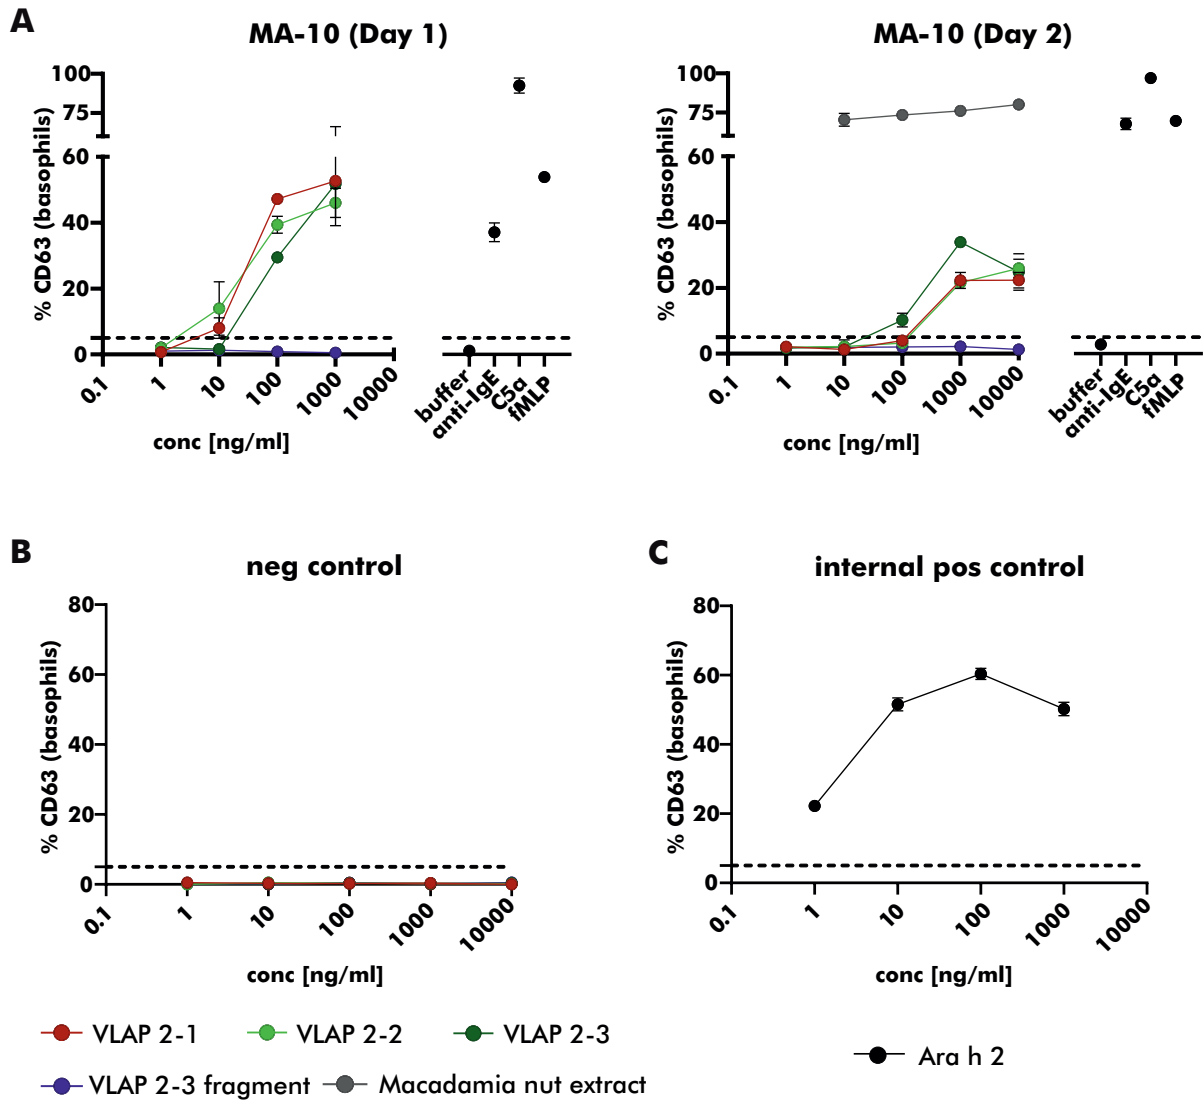 A
MA-10 (Day 1)
% CD63 (basophils)
100
75
60
40
20
0
0.1
1
10
100
1000
10000
buffer
anti-IgE
C5a
fMLP
conc [ng/ml]
MA-10 (Day 2)
% CD63 (basophils)
100
75
60
40
20
0
0.1
1
10
100
1000
10000
buffer
anti-IgE
C5a
fMLP
conc [ng/ml]
B
neg control
% CD63 (basophils)
80
60
40
20
0
0.1
1
10
100
1000
10000
conc [ng/ml]
C
internal pos control
% CD63 (basophils)
80
60
40
20
0
0.1
1
10
100
1000
10000
conc [ng/ml]
VLAP 2-1
VLAP 2-2
VLAP 2-3
VLAP 2-3 fragment
Macadamia nut extract
Ara h 2